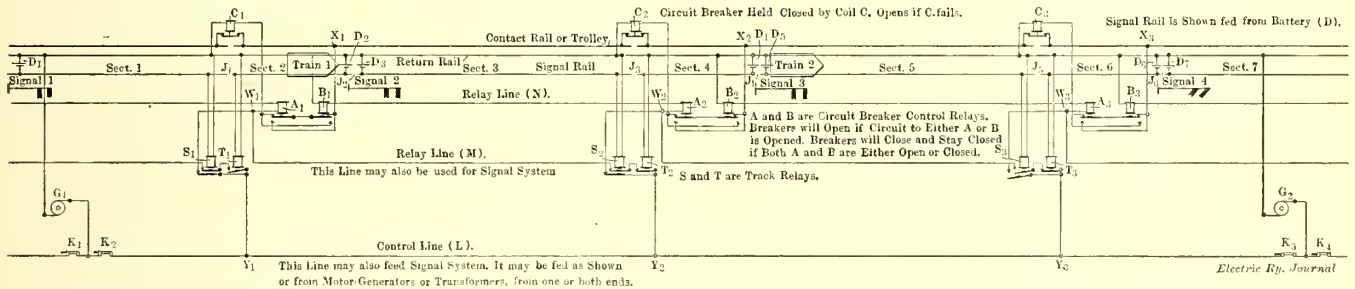 C1
C2
Circuit Breaker Held Closed by Coil C. Opens if C.fails.
C3
Signal Rail is Shown fed from Battery (D).
X1
D2
Contact Rail or Trolley
X2
D1
D5
X3
D1
Sect. 1
J1
Sect. 2
Train 1
D3
Return Rail
Sect. 3
Signal Rail
J3
Sect. 4
Train 2
Sect. 5
J5
Sect. 6
D6
D7
Sect. 7
Signal 1
J2
Signal 2
Signal 3
J6
Signal 4
Relay Line (N).
W1
A1
B1
W2
A2
B2
W3
A3
B3
A and B are Circuit Breaker Control Relays.
Breakers will Open if Circuit to Either A or B
is Opened. Breakers will Close and Stay Closed
if Both A and B are Either Open or Closed.
S1
T1
Relay Line (M).
S2
S3
This Line may also be used for Signal System
T2
S and T are Track Relays.
T3
G1
G2
K1
K2
Control Line (L).
K3
K4
Y1
This Line may also feed Signal System. It may be fed as Shown
or from Motor-Generators or Transformers, from one or both ends.
Y2
Y3
Electric Ry. Journal